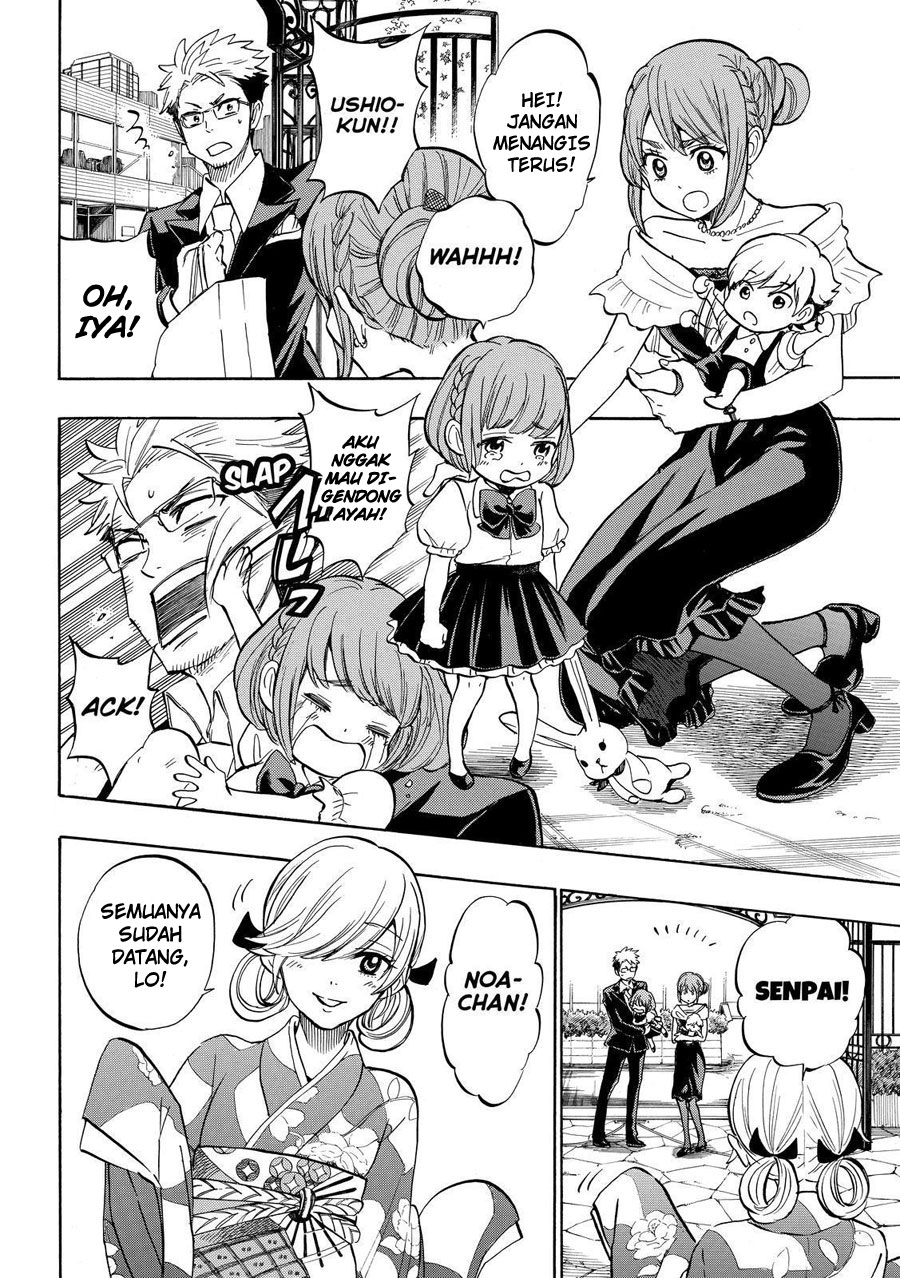 HEI!
JANGAN
MENANGIS
TERUS!
USHIO-
KUN!!
WAHHH!
OH,
IYA!
AKU
NGGAK
MAU DI-
GENDONG
AYAH!
SLAP
ACK!
SENPAI!
NOA-
CHAN!
SEMUANYA
SUDAH
DATANG,
LO!